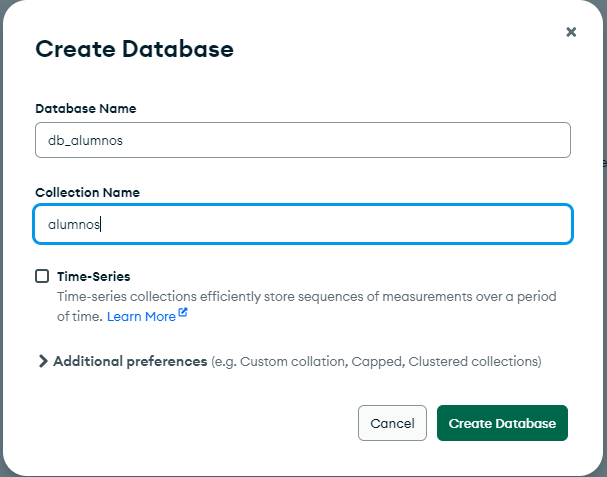 Create Database
Database Name
db_alumnos
Collection Name
alumnos
Time-Series
Time-series collections efficiently store sequences of measurements over a period
of time. Learn More
Additional preferences (e.g. Custom collation, Capped, Clustered collections)
Cancel
Create Database